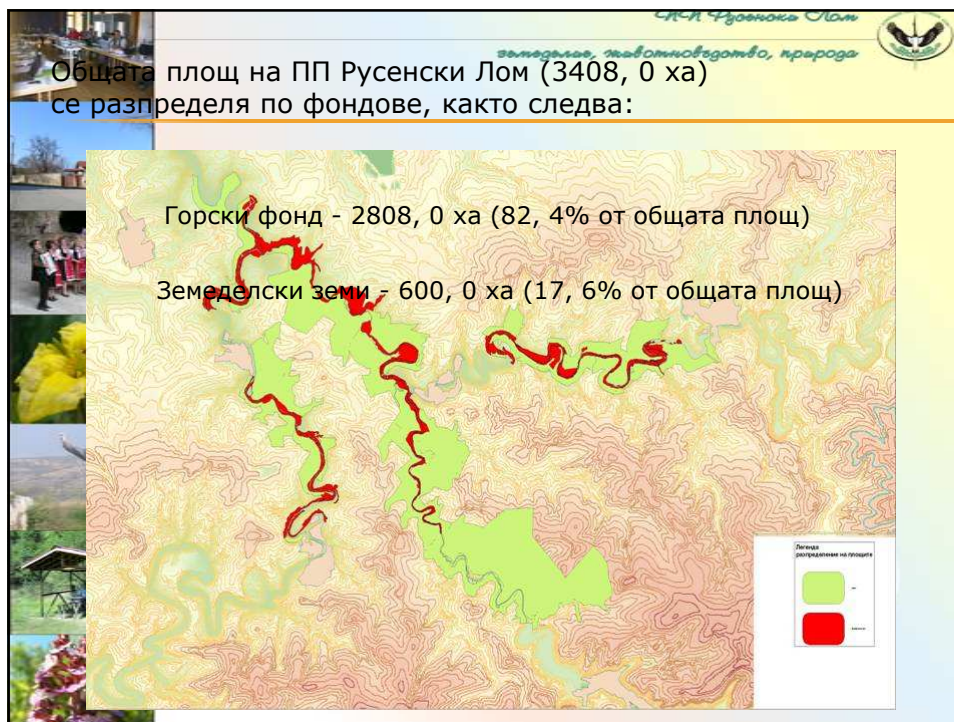 ПП Русенски Лом
земеделие, животновъдство, природа
Общата площ на ПП Русенски Лом (3408, 0 ха)
се разпределя по фондове, както следва:
Горски фонд - 2808, 0 ха (82, 4% от общата площ)
Земеделски земи - 600, 0 ха (17, 6% от общата площ)
Легенда
разпределение на площите